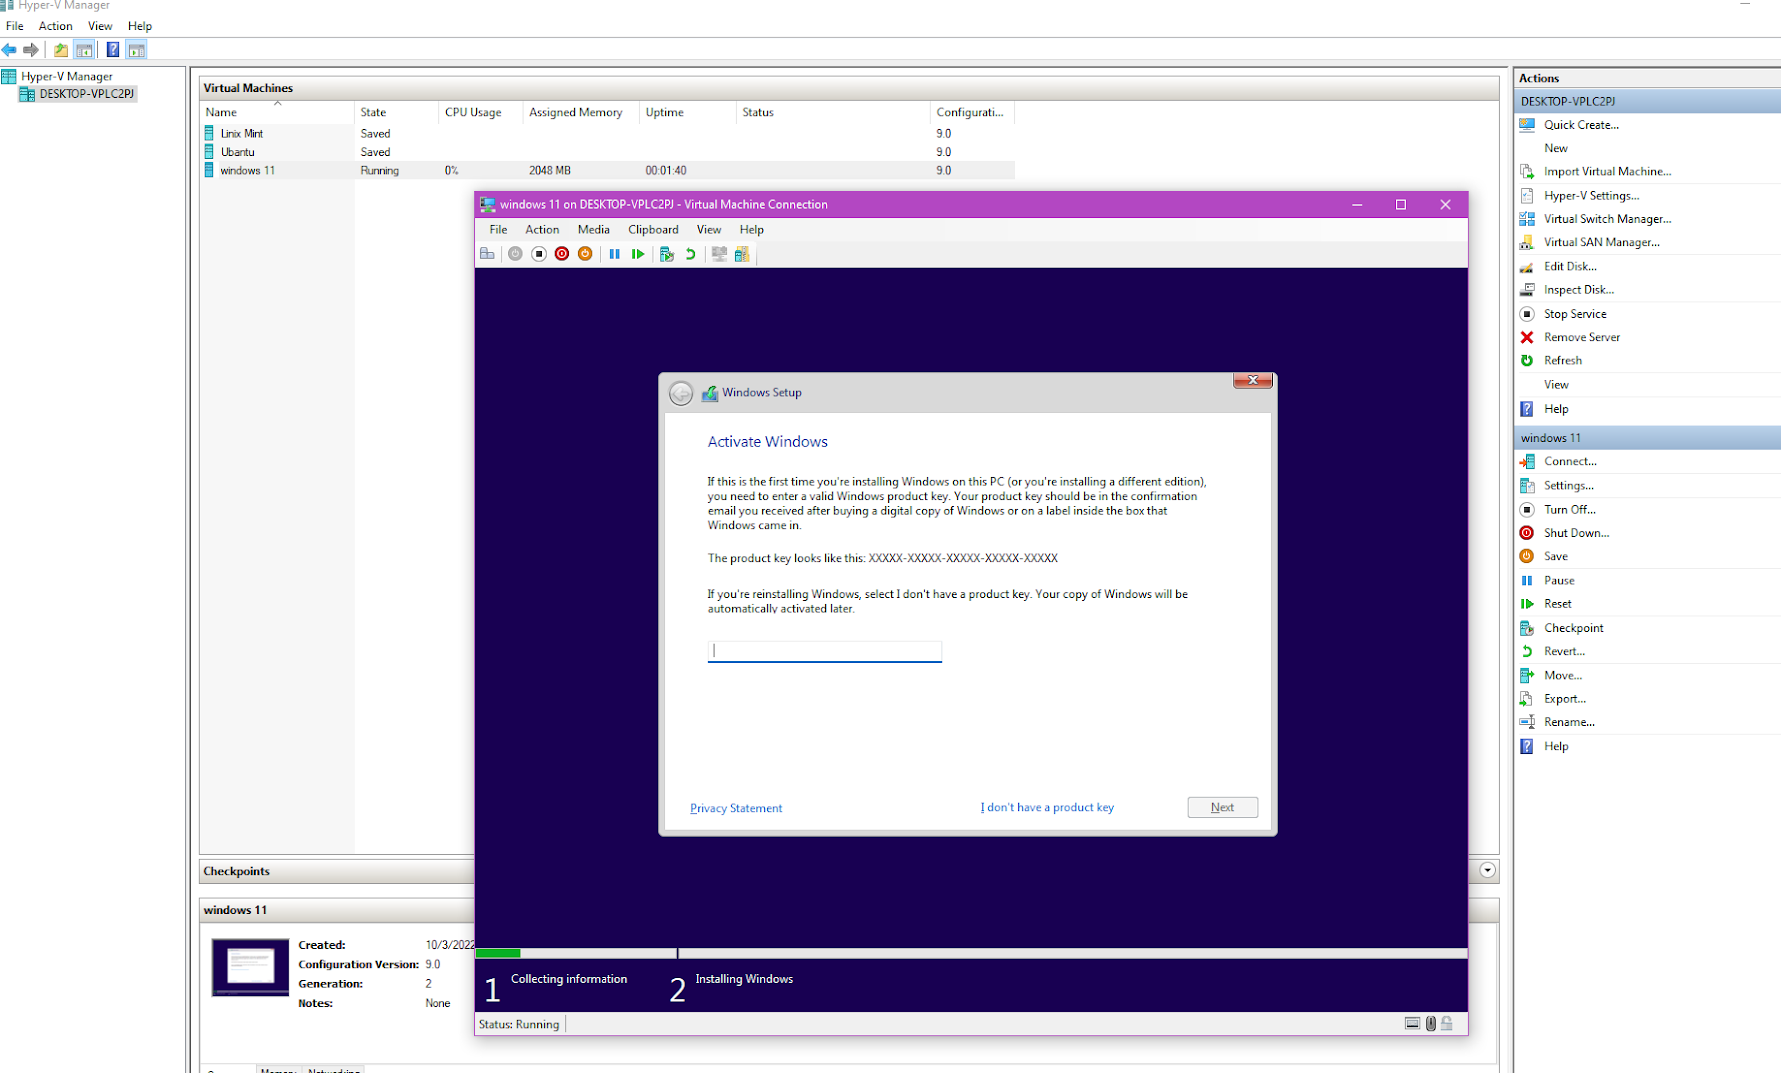 Hyper-V Manager
File Action View Help
Hyper-V Manager
DESKTOP-VPLC2PJ
Virtual Machines
Name State CPU Usage Assigned Memory Uptime Status Configurati...
Linix Mint Saved 9.0
Ubantu Saved 9.0
windows 11 Running 0% 2048 MB 00:01:40 9.0
windows 11 on DESKTOP-VPLC2PJ - Virtual Machine Connection
File Action Media Clipboard View Help
Windows Setup
Activate Windows
If this is the first time you're installing Windows on this PC (or you're installing a different edition),
you need to enter a valid Windows product key. Your product key should be in the confirmation
email you received after buying a digital copy of Windows or on a label inside the box that
Windows came in.
The product key looks like this: XXXXX-XXXXX-XXXXX-XXXXX-XXXXX
If you're reinstalling Windows, select I don't have a product key. Your copy of Windows will be
automatically activated later.
Privacy Statement I don't have a product key Next
1 Collecting information 2 Installing Windows
Status: Running
Checkpoints
windows 11
Created: 10/3/2022
Configuration Version: 9.0
Generation: 2
Notes: None
Memory Networking
Actions
DESKTOP-VPLC2PJ
Quick Create...
New
Import Virtual Machine...
Hyper-V Settings...
Virtual Switch Manager...
Virtual SAN Manager...
Edit Disk...
Inspect Disk...
Stop Service
Remove Server
Refresh
View
Help
windows 11
Connect...
Settings...
Turn Off...
Shut Down...
Save
Pause
Reset
Checkpoint
Revert...
Move...
Export...
Rename...
Help